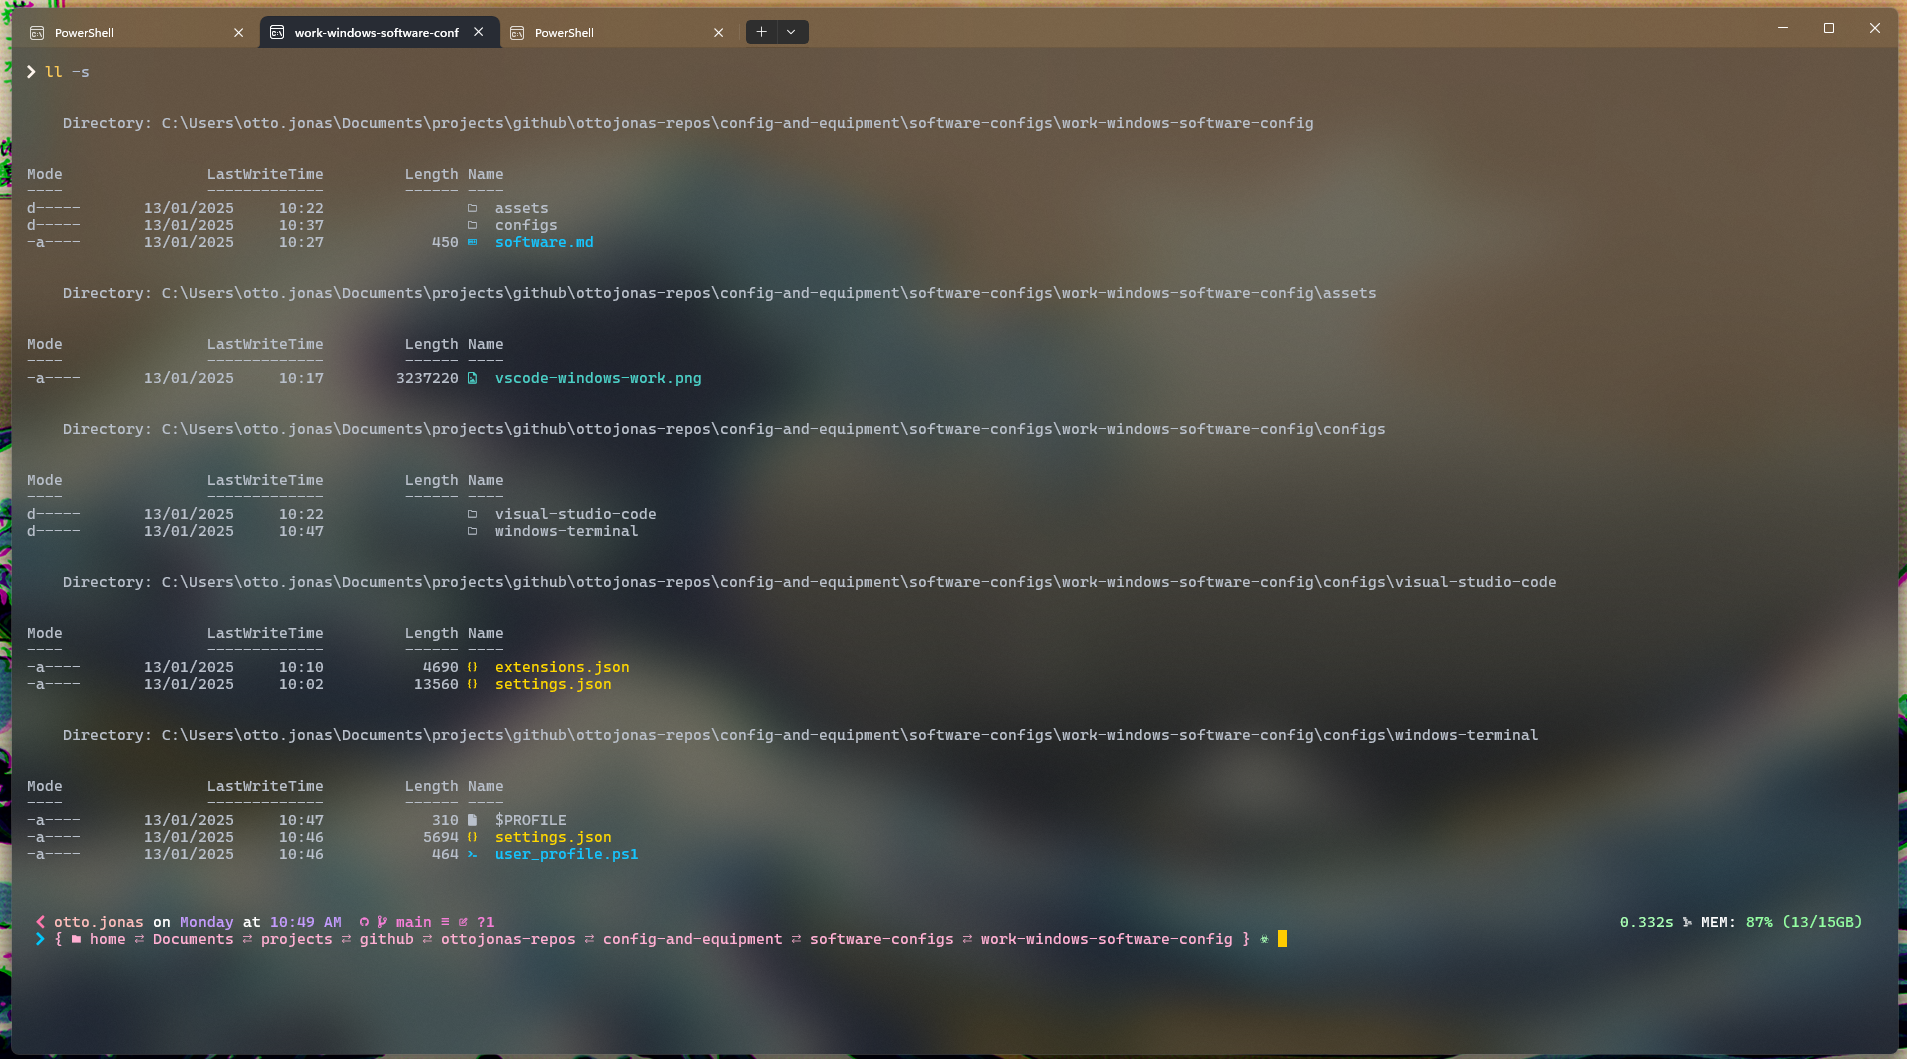 PowerShell
work-windows-software-conf
PowerShell
❯ ll -s
Directory: C:\Users\otto.jonas\Documents\projects\github\ottojonas-repos\config-and-equipment\software-configs\work-windows-software-config
Mode LastWriteTime Length Name
---- ------------- ------ ----
d----- 13/01/2025 10:22 assets
d----- 13/01/2025 10:37 configs
-a---- 13/01/2025 10:27 450 software.md
Directory: C:\Users\otto.jonas\Documents\projects\github\ottojonas-repos\config-and-equipment\software-configs\work-windows-software-config\assets
Mode LastWriteTime Length Name
---- ------------- ------ ----
-a---- 13/01/2025 10:17 3237220 vscode-windows-work.png
Directory: C:\Users\otto.jonas\Documents\projects\github\ottojonas-repos\config-and-equipment\software-configs\work-windows-software-config\configs
Mode LastWriteTime Length Name
---- ------------- ------ ----
d----- 13/01/2025 10:22 visual-studio-code
d----- 13/01/2025 10:47 windows-terminal
Directory: C:\Users\otto.jonas\Documents\projects\github\ottojonas-repos\config-and-equipment\software-configs\work-windows-software-config\configs\visual-studio-code
Mode LastWriteTime Length Name
---- ------------- ------ ----
-a---- 13/01/2025 10:10 4690 {} extensions.json
-a---- 13/01/2025 10:02 13560 {} settings.json
Directory: C:\Users\otto.jonas\Documents\projects\github\ottojonas-repos\config-and-equipment\software-configs\work-windows-software-config\configs\windows-terminal
Mode LastWriteTime Length Name
---- ------------- ------ ----
-a---- 13/01/2025 10:47 310 $PROFILE
-a---- 13/01/2025 10:46 5694 {} settings.json
-a---- 13/01/2025 10:46 464 user_profile.ps1
❮ otto.jonas on Monday at 10:49 AM main ≡ ?1 0.332s MEM: 87% (13/15GB)
❯ { home ⇄ Documents ⇄ projects ⇄ github ⇄ ottojonas-repos ⇄ config-and-equipment ⇄ software-configs ⇄ work-windows-software-config }